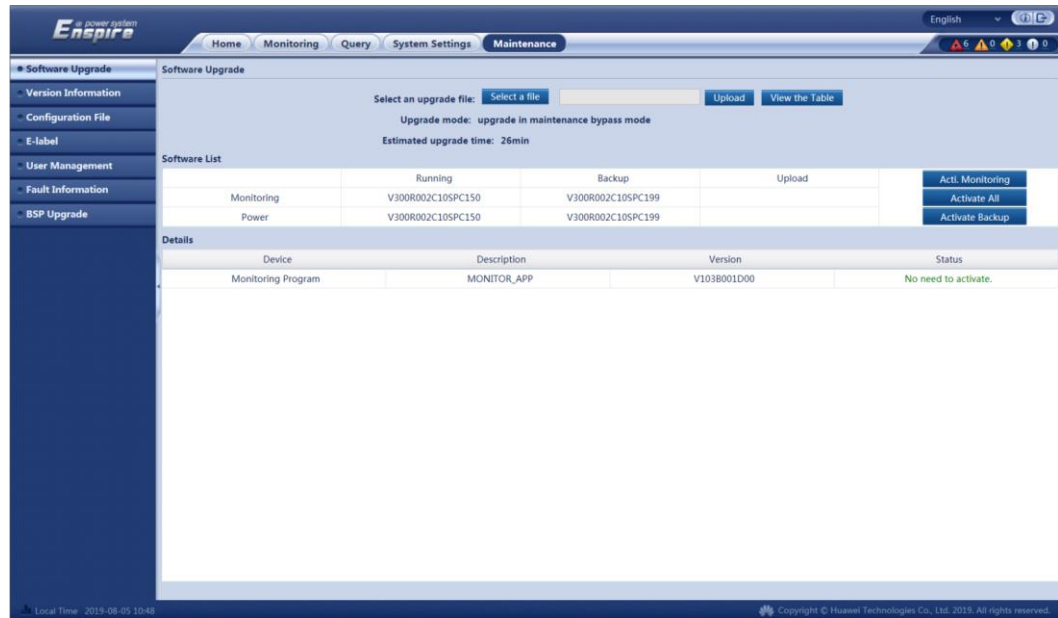 English
e power system
Enspire
Home Monitoring Query System Settings Maintenance
6 0 3 0
Software Upgrade
Version Information
Configuration File
E-label
User Management
Fault Information
BSP Upgrade
Software Upgrade
Select an upgrade file: Select a file Upload View the Table
Upgrade mode: upgrade in maintenance bypass mode
Estimated upgrade time: 26min
Software List
Running Backup Upload
Monitoring V300R002C10SPC150 V300R002C10SPC199
Power V300R002C10SPC150 V300R002C10SPC199
Acti. Monitoring
Activate All
Activate Backup
Details
Device Description Version Status
Monitoring Program MONITOR_APP V103B001D00 No need to activate.
Local Time 2019-08-05 10:48
Copyright © Huawei Technologies Co., Ltd. 2019. All rights reserved.